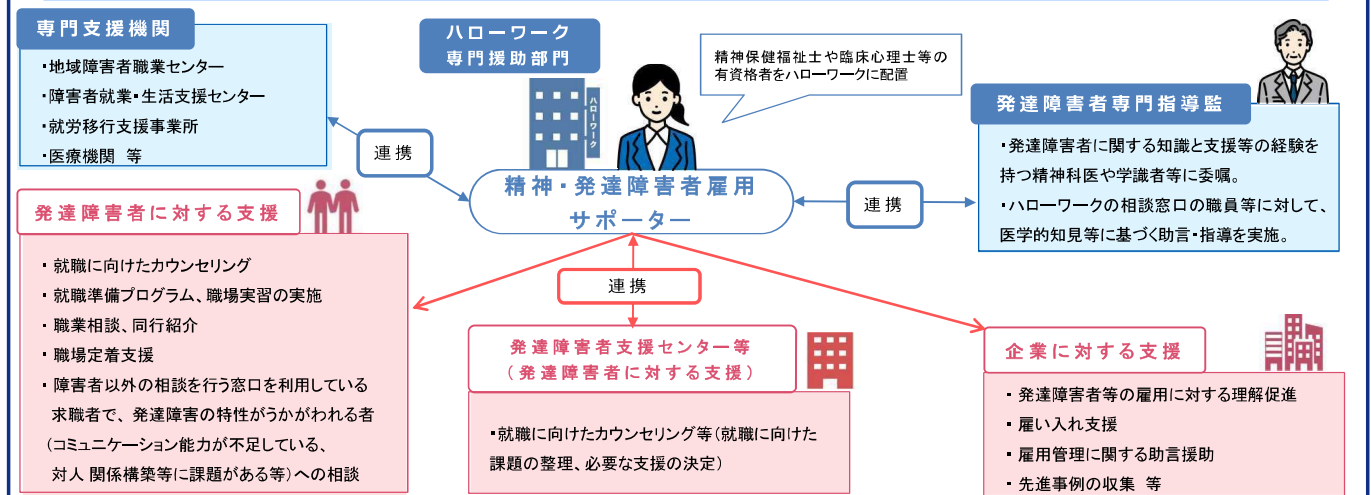 専門支援機関
・地域障害者職業センター
・障害者就業・生活支援センター
・就労移行支援事業所
・医療機関 等
ハローワーク
専門援助部門
ハローワーク
精神保健福祉士や臨床心理士等の
有資格者をハローワークに配置
発達障害者専門指導監
・発達障害者に関する知識と支援等の経験を
持つ精神科医や学識者等に委嘱。
・ハローワークの相談窓口の職員等に対して、
医学的知見等に基づく助言・指導を実施。
連携
精神・発達障害者雇用
サポーター
連携
発達障害者に対する支援
・就職に向けたカウンセリング
・就職準備プログラム、職場実習の実施
・職業相談、同行紹介
・職場定着支援
・障害者以外の相談を行う窓口を利用している
求職者で、発達障害の特性がうかがわれる者
(コミュニケーション能力が不足している、
対人 関係構築等に課題がある等)への相談
連携
発達障害者支援センター等
(発達障害者に対する支援)
・就職に向けたカウンセリング等(就職に向けた
課題の整理、必要な支援の決定)
企業に対する支援
・発達障害者等の雇用に対する理解促進
・雇い入れ支援
・雇用管理に関する助言援助
・先進事例の収集 等